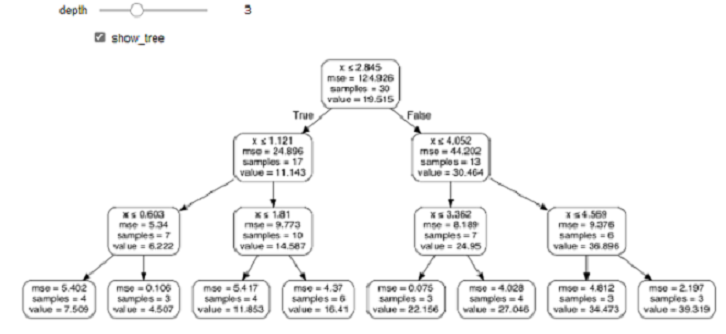 depth 3
show_tree
x ≤ 2.845
mse = 124.926
samples = 30
value = 19.515
True False
x ≤ 1.121
mse = 24.896
samples = 17
value = 11.143
x ≤ 4.052
mse = 44.202
samples = 13
value = 30.464
x ≤ 0.603
mse = 5.34
samples = 7
value = 6.222
x ≤ 1.81
mse = 9.773
samples = 10
value = 14.587
x ≤ 3.362
mse = 8.189
samples = 7
value = 24.95
x ≤ 4.569
mse = 9.376
samples = 6
value = 36.896
mse = 5.402
samples = 4
value = 7.509
mse = 0.106
samples = 3
value = 4.507
mse = 5.417
samples = 4
value = 11.853
mse = 4.37
samples = 6
value = 16.41
mse = 0.075
samples = 3
value = 22.156
mse = 4.028
samples = 4
value = 27.046
mse = 4.812
samples = 3
value = 34.473
mse = 2.197
samples = 3
value = 39.319